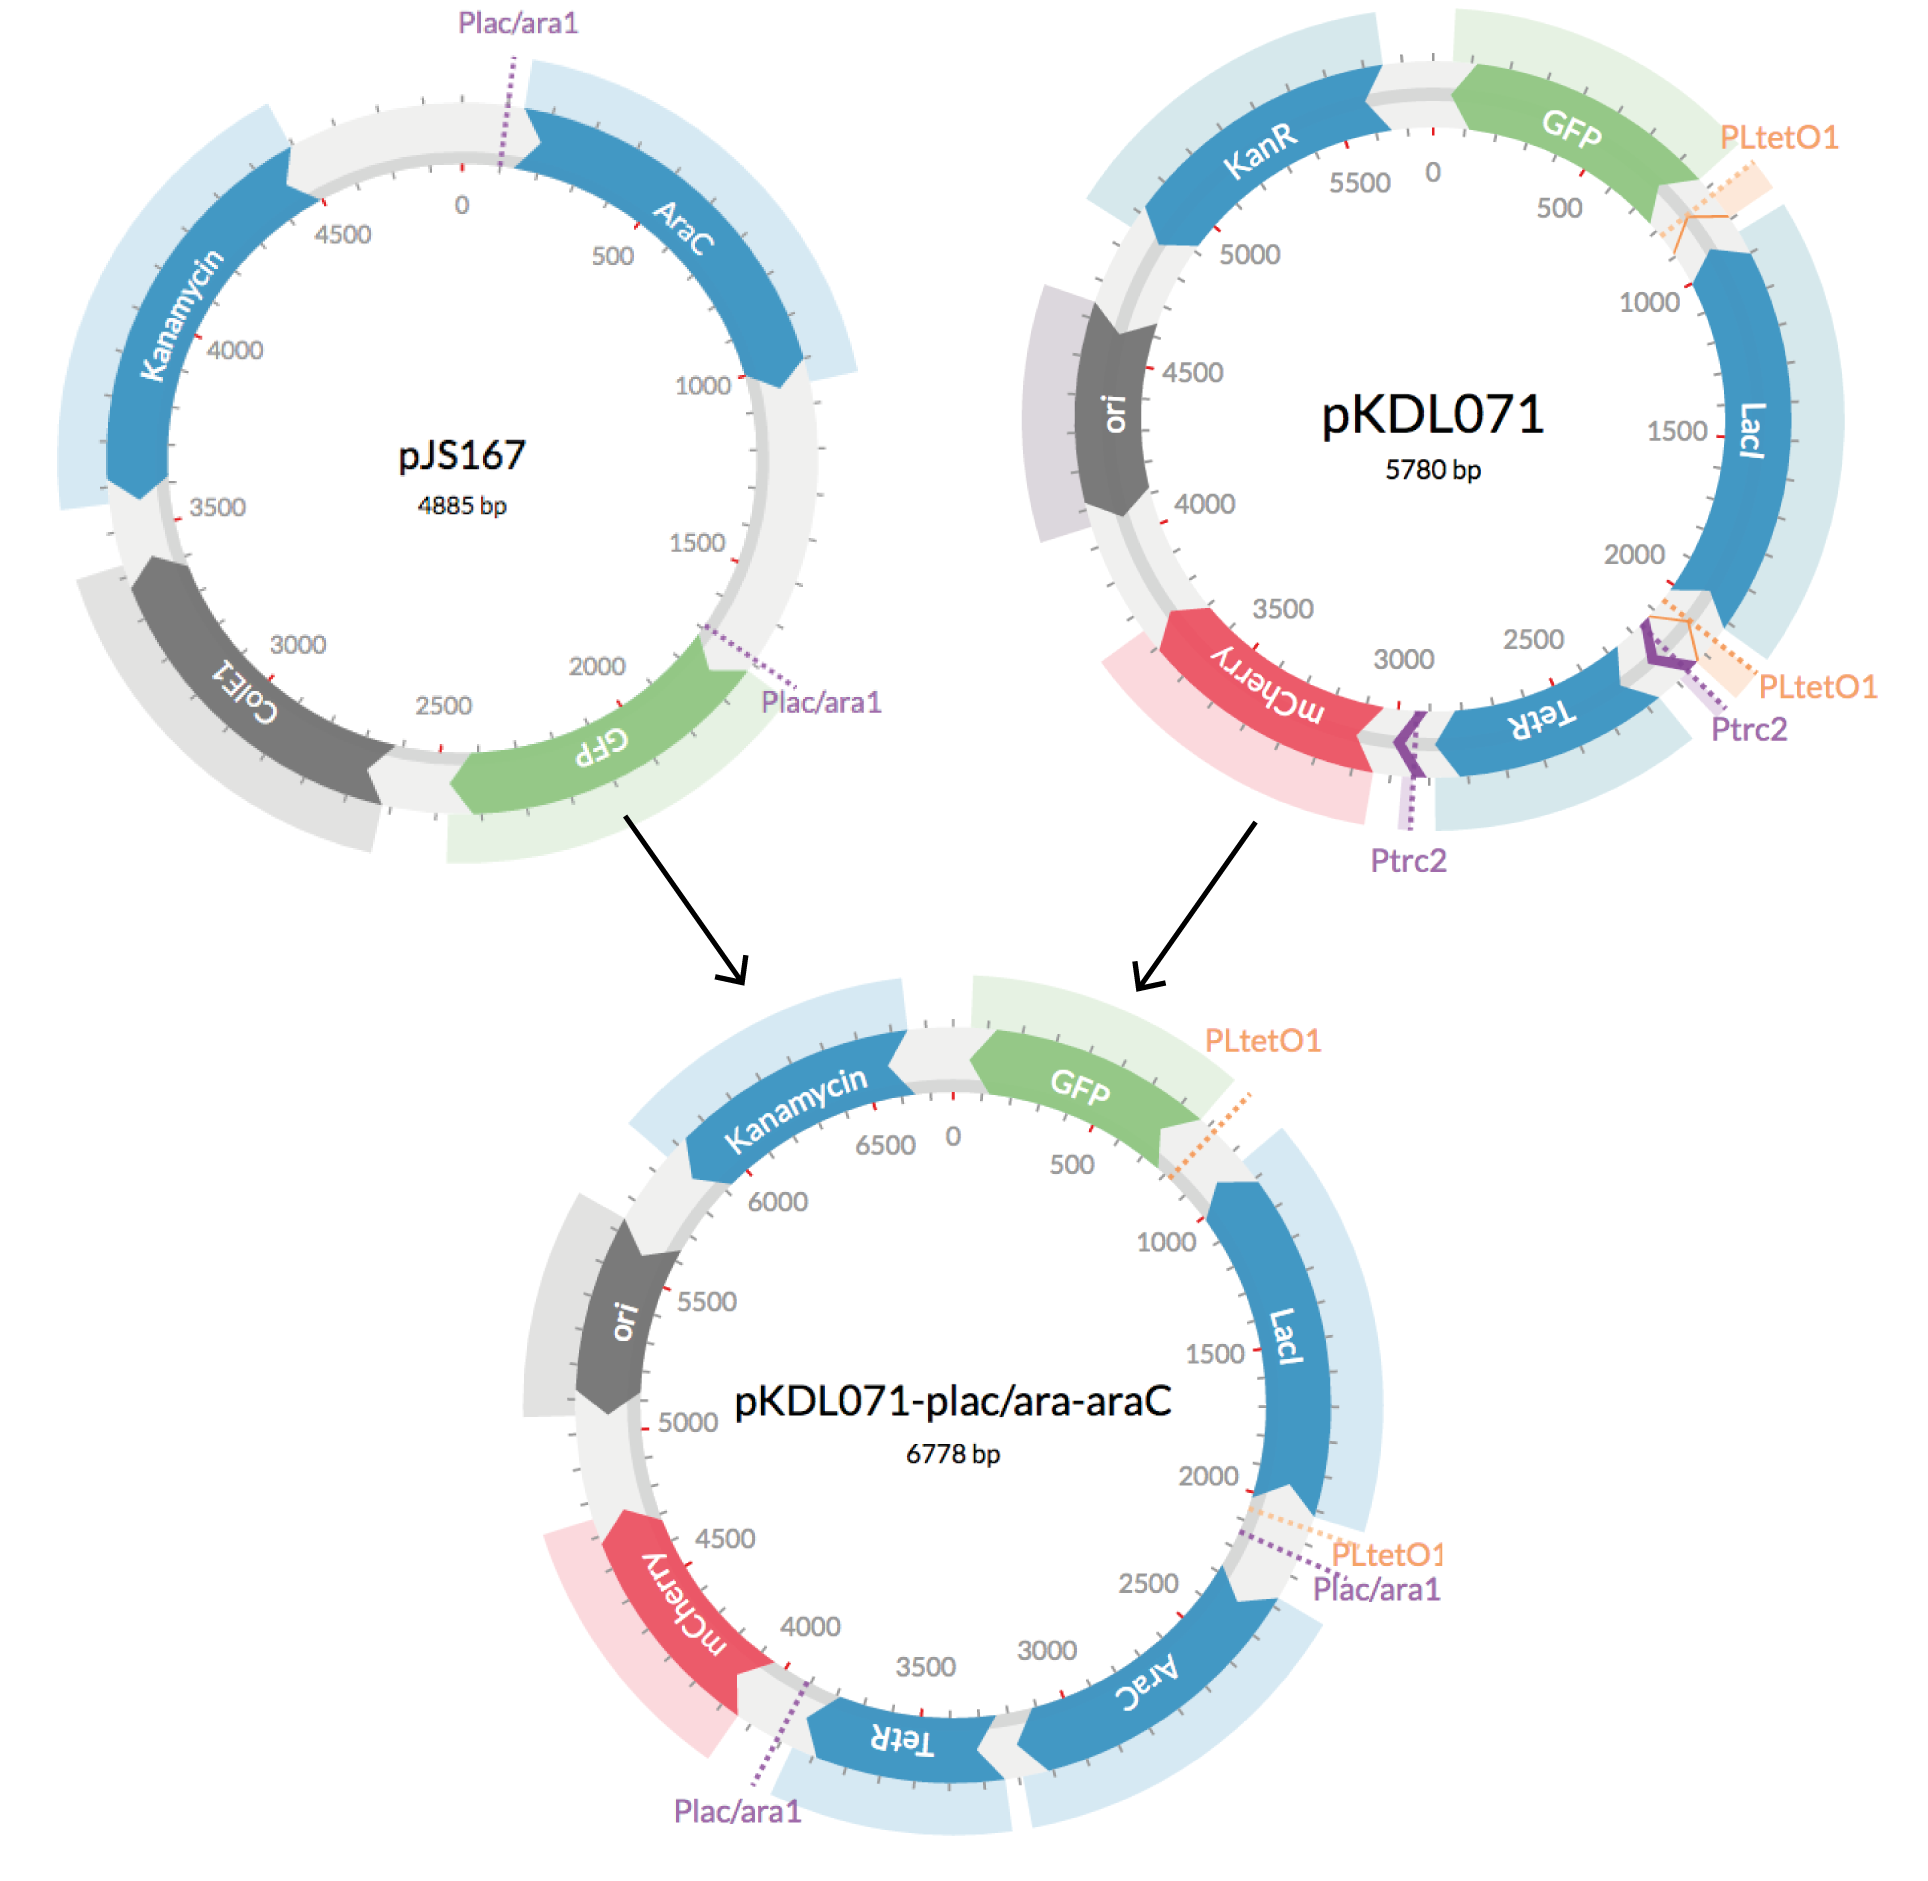 Plac/ara1
AraC
0
500
1000
1500
2000
2500
3000
3500
4000
4500
Kanamycin
pJS167
4885 bp
Plac/ara1
GFP
ColE1
KanR
GFP
PLtetO1
0
500
1000
1500
2000
2500
3000
3500
4000
4500
5000
5500
LacI
ori
pKDL071
5780 bp
PLtetO1
Ptrc2
TetR
mCherry
Ptrc2
Kanamycin
GFP
PLtetO1
0
500
1000
1500
2000
2500
3000
3500
4000
4500
5000
5500
6000
6500
LacI
ori
pKDL071-plac/ara-araC
6778 bp
PLtetO1
Plac/ara1
AraC
TetR
mCherry
Plac/ara1